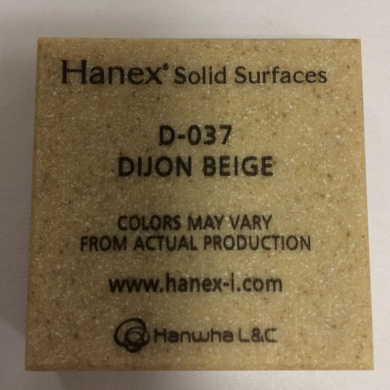 Hanex® Solid Surfaces
D-037
DIJON BEIGE
COLORS MAY VARY
FROM ACTUAL PRODUCTION
www.hanex-i.com
Hanwha L&C